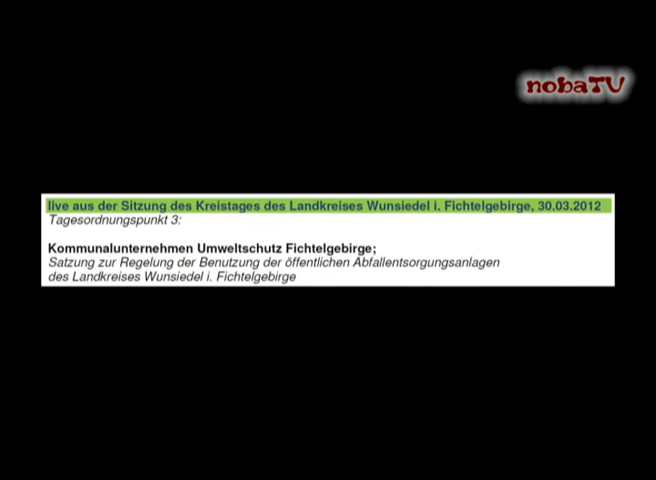 nobaTV
live aus der Sitzung des Kreistages des Landkreises Wunsiedel i. Fichtelgebirge, 30.03.2012
Tagesordnungspunkt 3:
Kommunalunternehmen Umweltschutz Fichtelgebirge;
Satzung zur Regelung der Benutzung der öffentlichen Abfallentsorgungsanlagen
des Landkreises Wunsiedel i. Fichtelgebirge